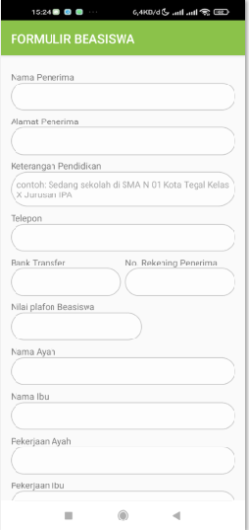 15:24 6,4KD/d
FORMULIR BEASISWA
Nama Penerima
Alamat Penerima
Keterangan Pendidikan
contoh: Sedang sekolah di SMA N 01 Kota Tegal Kelas
X Jurusan IPA
Telepon
Bank Transfer No. Rekening Penerima
Nilai plafon Beasiswa
Nama Ayah
Nama Ibu
Pekerjaan Ayah
Pekerjaan Ibu